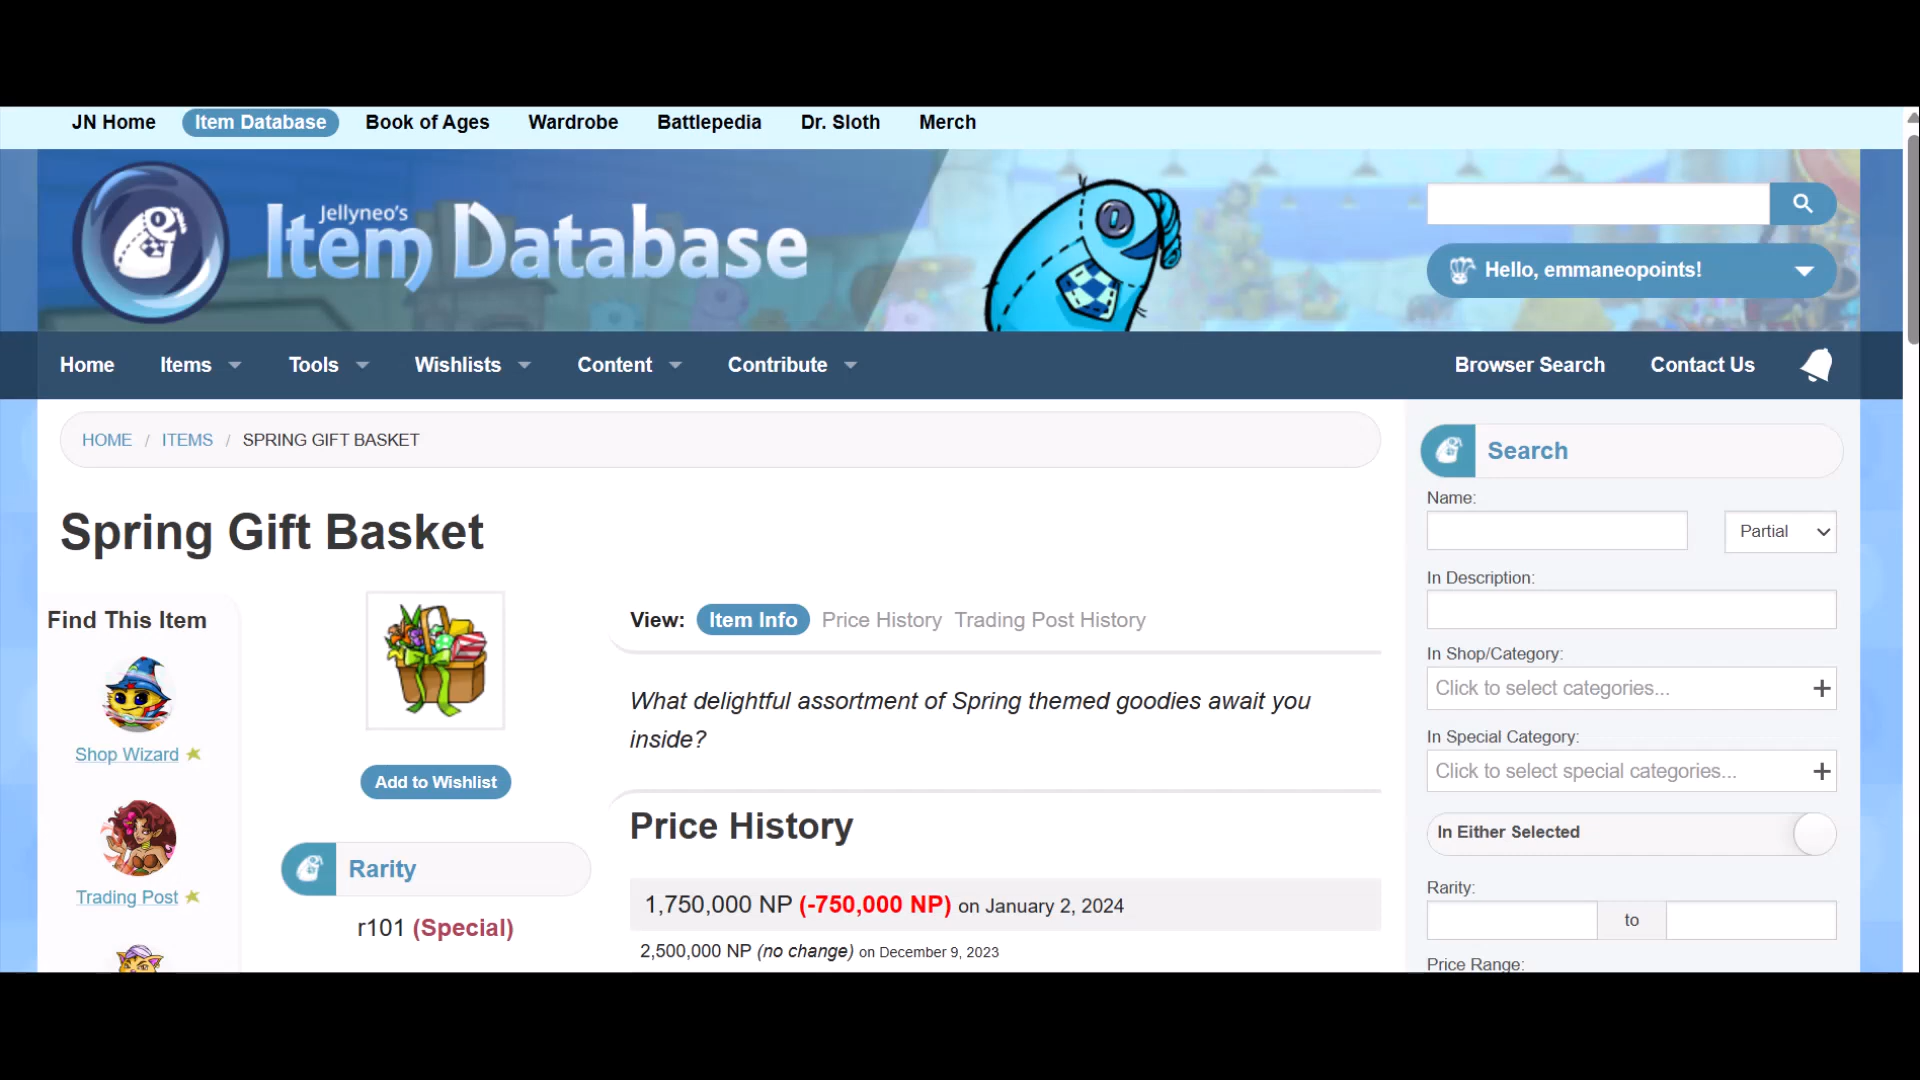 JN Home Item Database Book of Ages Wardrobe Battlepedia Dr. Sloth Merch
Jellyneo's
Item Database
Hello, emmaneopoints!
Home Items Tools Wishlists Content Contribute Browser Search Contact Us
HOME / ITEMS / SPRING GIFT BASKET
Spring Gift Basket
Find This Item
Shop Wizard
Trading Post
Add to Wishlist
Rarity
r101 (Special)
View: Item Info Price History Trading Post History
What delightful assortment of Spring themed goodies await you
inside?
Price History
1,750,000 NP (-750,000 NP) on January 2, 2024
2,500,000 NP (no change) on December 9, 2023
Search
Name:
Partial
In Description:
In Shop/Category:
Click to select categories... +
In Special Category:
Click to select special categories... +
In Either Selected
Rarity:
to
Price Range: